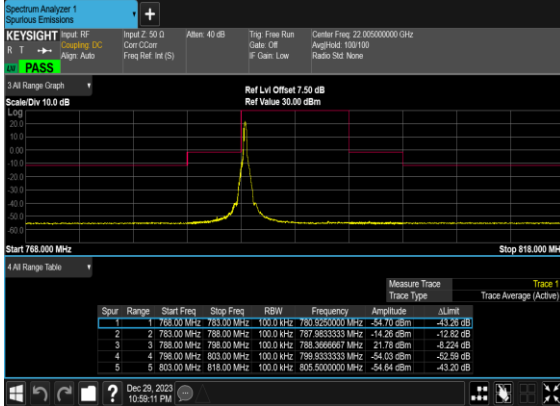 Spectrum Analyzer 1
Spurious Emissions
+
KEYSIGHT Input: RF Input Z: 50 Ω Atten: 40 dB Trig: Free Run Center Freq: 22.005000000 GHz
R T Coupling: DC Corr CCorr Gate: Off Avg|Hold: 100/100
Align: Auto Freq Ref: Int (S) IF Gain: Low Radio Std: None
PASS
3.All Range Graph
Ref Lvl Offset 7.50 dB
Scale/Div 10.0 dB Ref Value 30.00 dBm
Log
20.0
10.0
0.00
-10.0
-20.0
-30.0
-40.0
-50.0
-60.0
Start 768.000 MHz Stop 818.000 MH
4.All Range Table
Measure Trace Trace 1
Trace Type Trace Average (Active)
Spur Range Start Freq Stop Freq RBW Frequency Amplitude ΔLimit
1 1 768.00 MHz 783.00 MHz 100.0 kHz 780.9250000 MHz -54.70 dBm -43.26 dB
2 2 783.00 MHz 788.00 MHz 100.0 kHz 787.9833333 MHz -14.26 dBm -12.82 dB
3 3 788.00 MHz 798.00 MHz 100.0 kHz 788.3666667 MHz 21.78 dBm -8.224 dB
4 4 798.00 MHz 803.00 MHz 100.0 kHz 799.9333333 MHz -54.03 dBm -52.59 dB
5 5 803.00 MHz 818.00 MHz 100.0 kHz 805.5000000 MHz -54.64 dBm -43.20 dB
? Dec 29, 2023
10:59:11 PM